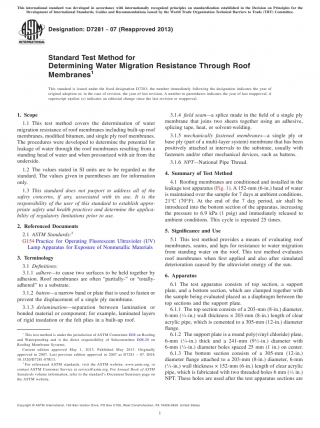 This international standard was developed in accordance with internationally recognized principles on standardization established in the Decision on Principles for the
Development of International Standards, Guides and Recommendations issued by the World Trade Organization Technical Barriers to Trade (TBT) Committee.
Designation: D7281 − 07 (Reapproved 2013)
INTERNATIONAL
Standard Test Method for
Determining Water Migration Resistance Through Roof
Membranes1
This standard is issued under the fixed designation D7281; the number immediately following the designation indicates the year of
original adoption or, in the case of revision, the year of last revision. A number in parentheses indicates the year of last reapproval. A
superscript epsilon (ε) indicates an editorial change since the last revision or reapproval.
1. Scope
1.1 This test method covers the determination of water
migration resistance of roof membranes including built-up roof
membranes, modified bitumen, and single ply roof membranes.
The procedures were developed to determine the potential for
leakage of water through the roof membranes resulting from a
standing head of water and when pressurized with air from the
underside.
1.2 The values stated in SI units are to be regarded as the
standard. The values given in parentheses are for information
only.
1.3 This standard does not purport to address all of the
safety concerns, if any, associated with its use. It is the
responsibility of the user of this standard to establish appro-
priate safety and health practices and determine the applica-
bility of regulatory limitations prior to use.
2. Referenced Documents
2.1 ASTM Standards:2
G154 Practice for Operating Fluorescent Ultraviolet (UV)
Lamp Apparatus for Exposure of Nonmetallic Materials
3. Terminology
3.1 Definitions:
3.1.1 adhere—to cause two surfaces to be held together by
adhesion. Roof membranes are often "partially-" or "totally-
adhered" to a substrate.
3.1.2 batten—a narrow band or plate that is used to fasten or
prevent the displacement of a single ply membrane.
3.1.3 delamination—separation between lamination or
bonded material or component; for example, laminated layers
of rigid insulation or the felt plies in a built-up roof.
1 This test method is under the jurisdiction of ASTM Committee D08 on Roofing
and Waterproofing and is the direct responsibility of Subcommittee D08.20 on
Roofing Membrane Systems.
Current edition approved May 1, 2013. Published May 2013. Originally
approved in 2007. Last previous edition approved in 2007 as D7281 – 07. DOI:
10.1520/D7281-07R13.
2 For referenced ASTM standards, visit the ASTM website, www.astm.org, or
contact ASTM Customer Service at service@astm.org. For Annual Book of ASTM
Standards volume information, refer to the standard's Document Summary page on
the ASTM website.
3.1.4 field seam—a splice made in the field of a single ply
membrane that joins two sheets together using an adhesive,
splicing tape, heat, or solvent-welding.
3.1.5 mechanically fastened membranes—a single ply or
base ply (part of a multi-layer system) membrane that has been
positively attached at intervals to the substrate, usually with
fasteners and/or other mechanical devices, such as battens.
3.1.6 NPT—National Pipe Thread.
4. Summary of Test Method
4.1 Roofing membranes are conditioned and installed in the
leakage test apparatus (Fig. 1). A 152-mm (6-in.) head of water
is maintained over the sample for 7 days at ambient conditions,
21°C (70°F). At the end of the 7 day period, air shall be
introduced into the bottom section of the apparatus, increasing
the pressure to 6.9 kPa (1 psig) and immediately released to
ambient conditions. This cycle is repeated 25 times.
5. Significance and Use
5.1 This test method provides a means of evaluating roof
membranes, seams, and laps for resistance to water migration
from standing water on the roof. This test method evaluates
roof membranes when first applied and also after simulated
deterioration caused by the ultraviolet energy of the sun.
6. Apparatus
6.1 The test apparatus consists of top section, a support
plate, and a bottom section, which are clamped together with
the sample being evaluated placed as a diaphragm between the
top sections and the support plate.
6.1.1 The top section consists of a 203-mm (8-in.) diameter,
6-mm (¼-in.) wall thickness × 203-mm (8-in.) length of clear
acrylic pipe, which is cemented to a 305-mm (12-in.) diameter
flange.
6.1.2 The support plate is a round poly(vinyl chloride) plate,
6-mm (¼-in.) thick and a 241-mm (9½-in.) diameter with
6-mm (¼-in.) diameter holes spaced 25 mm (1 in.) on center.
6.1.3 The bottom section consists of a 305-mm (12-in.)
diameter flange attached to a 203-mm (8-in.) diameter, 6-mm
(¼-in.) wall thickness × 152-mm (6-in.) length of clear acrylic
pipe, which is fabricated with two threaded holes 8 mm (¼ in.)
NPT. These holes are used after the test apparatus sections are
Copyright © ASTM International, 100 Barr Harbor Drive, PO Box C700, West Conshohocken, PA 19428-2959. United States
1